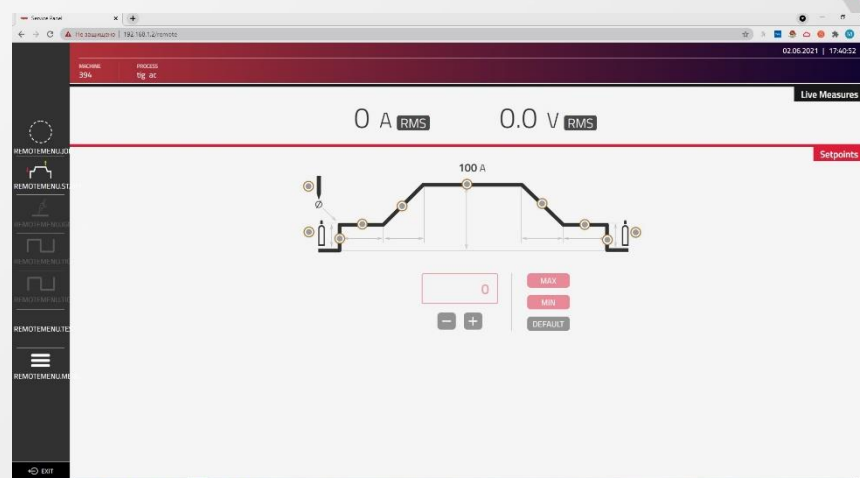 Service Panel
Не защищено | 192.168.1.2/remote
02.06.2021 | 17:40:52
MACHINE
394
PROCESS
tig ac
Live Measures
0 A RMS
0.0 V RMS
Setpoints
100 A
REMOTEMENU.JO
REMOTEMENU.ST
REMOTEMENU.TE
REMOTEMENU.M
0
MAX
MIN
DEFAULT
EXIT